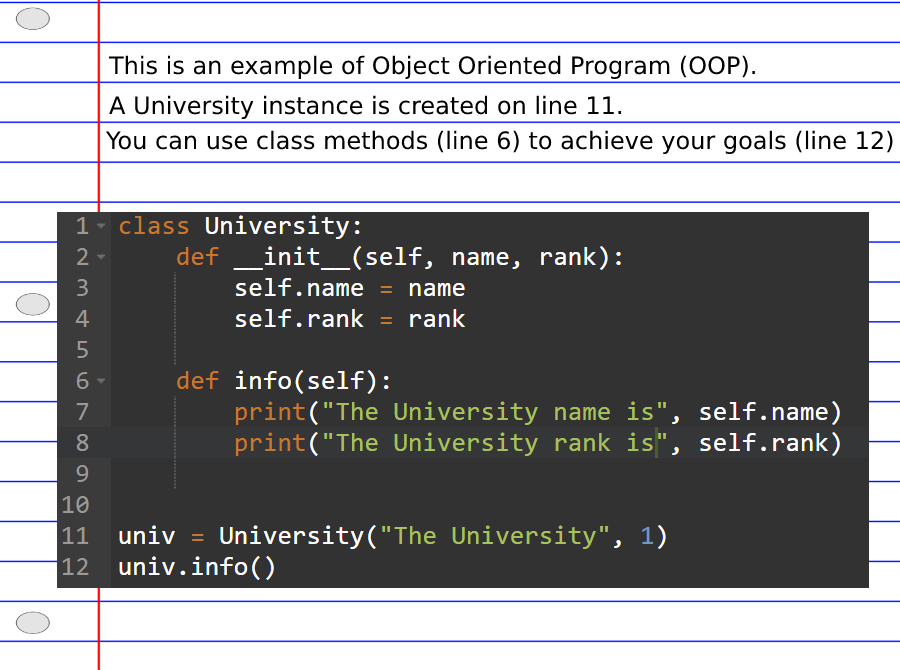 This is an example of Object Oriented Program (OOP).
A University instance is created on line 11.
You can use class methods (line 6) to achieve your goals (line 12)
1 class University:
2     def __init__(self, name, rank):
3         self.name = name
4         self.rank = rank
5
6     def info(self):
7         print("The University name is", self.name)
8         print("The University rank is", self.rank)
9
10
11 univ = University("The University", 1)
12 univ.info()